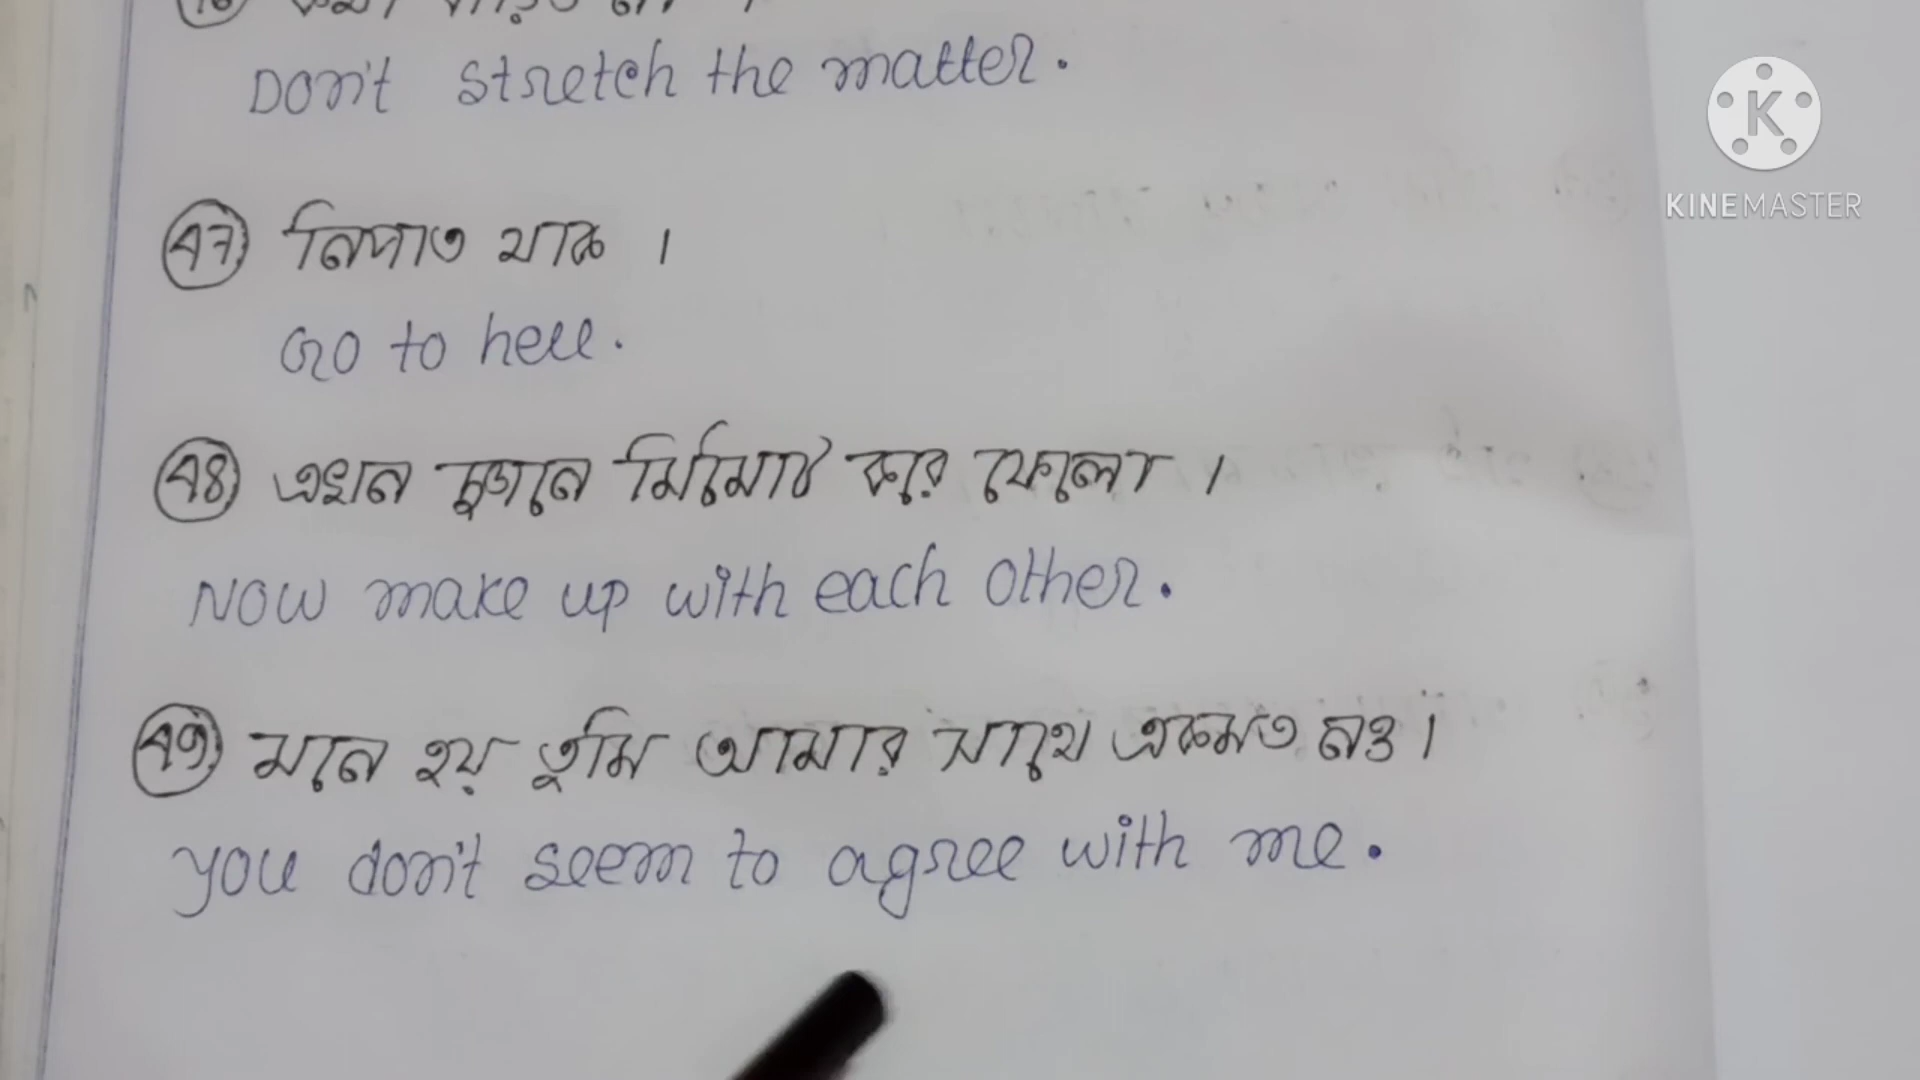 Don't stretch the matter.
47 নিপাত যাক ।
Go to hell.
48 এখন দুজনে মিটমাট করে ফেলো ।
Now make up with each other.
49 মনে হয় তুমি আমার সাথে একমত নও ।
you don't seem to agree with me.
K
KINEMASTER